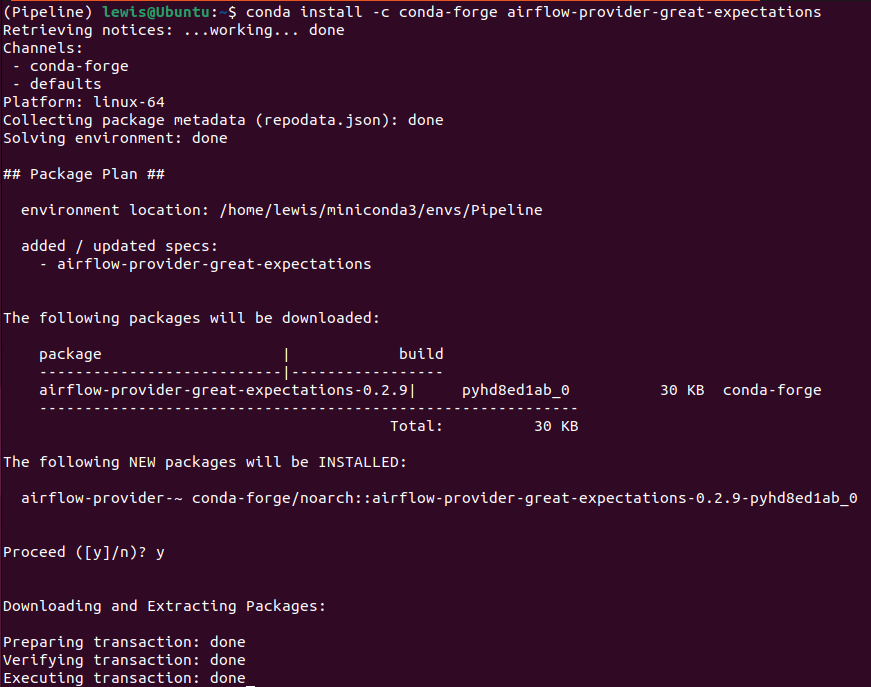 (Pipeline) lewis@Ubuntu:~$ conda install -c conda-forge airflow-provider-great-expectations
Retrieving notices: ...working... done
Channels:
 - conda-forge
 - defaults
Platform: linux-64
Collecting package metadata (repodata.json): done
Solving environment: done

## Package Plan ##

  environment location: /home/lewis/miniconda3/envs/Pipeline

  added / updated specs:
    - airflow-provider-great-expectations


The following packages will be downloaded:

    package                    |            build
    ---------------------------|-----------------
    airflow-provider-great-expectations-0.2.9|     pyhd8ed1ab_0          30 KB  conda-forge
    ------------------------------------------------------------
                                           Total:          30 KB

The following NEW packages will be INSTALLED:

  airflow-provider-~ conda-forge/noarch::airflow-provider-great-expectations-0.2.9-pyhd8ed1ab_0


Proceed ([y]/n)? y


Downloading and Extracting Packages:

Preparing transaction: done
Verifying transaction: done
Executing transaction: done